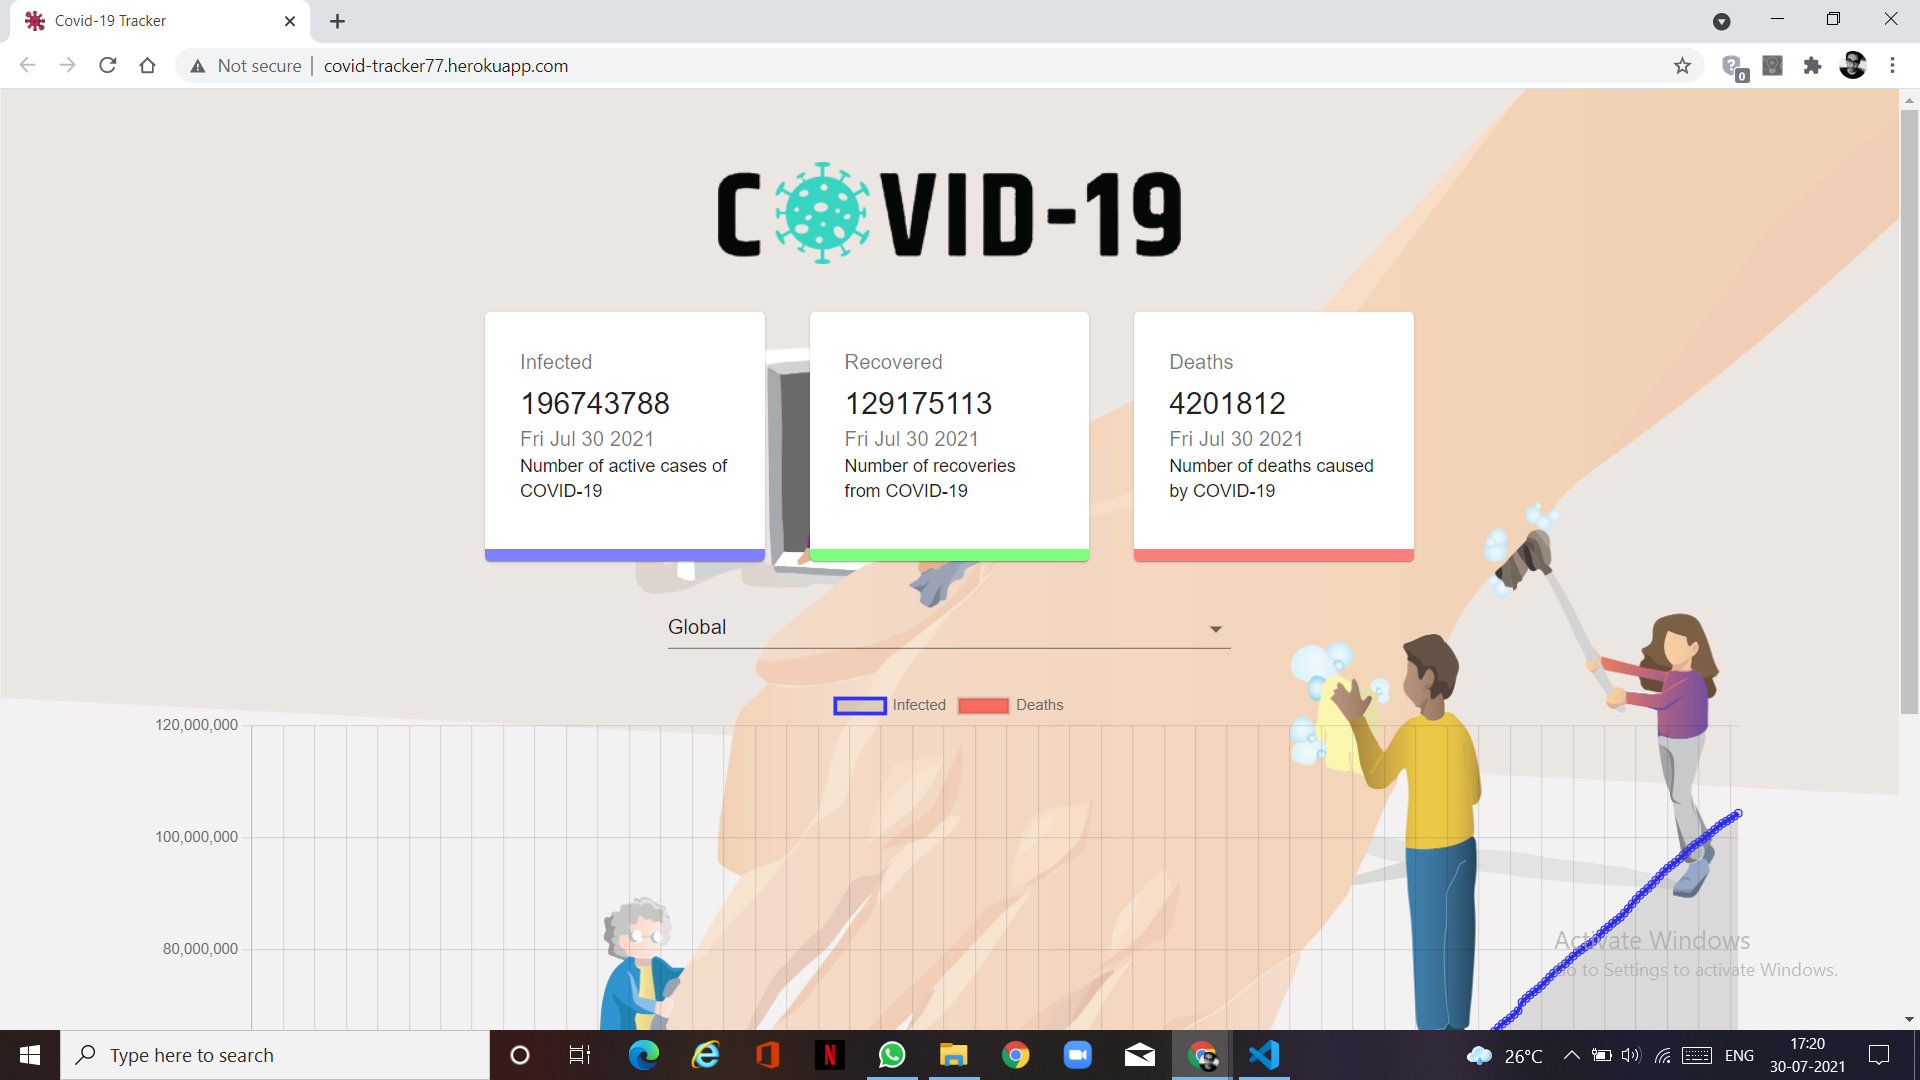 Covid-19 Tracker
Not secure
covid-tracker77.herokuapp.com
0
COVID-19
Infected
196743788
Fri Jul 30 2021
Number of active cases of
COVID-19
Recovered
129175113
Fri Jul 30 2021
Number of recoveries
from COVID-19
Deaths
4201812
Fri Jul 30 2021
Number of deaths caused
by COVID-19
Global
Infected
Deaths
120,000,000
100,000,000
80,000,000
Activate Windows
Go to Settings to activate Windows.
Type here to search
N
26°C
ENG
17:20
30-07-2021